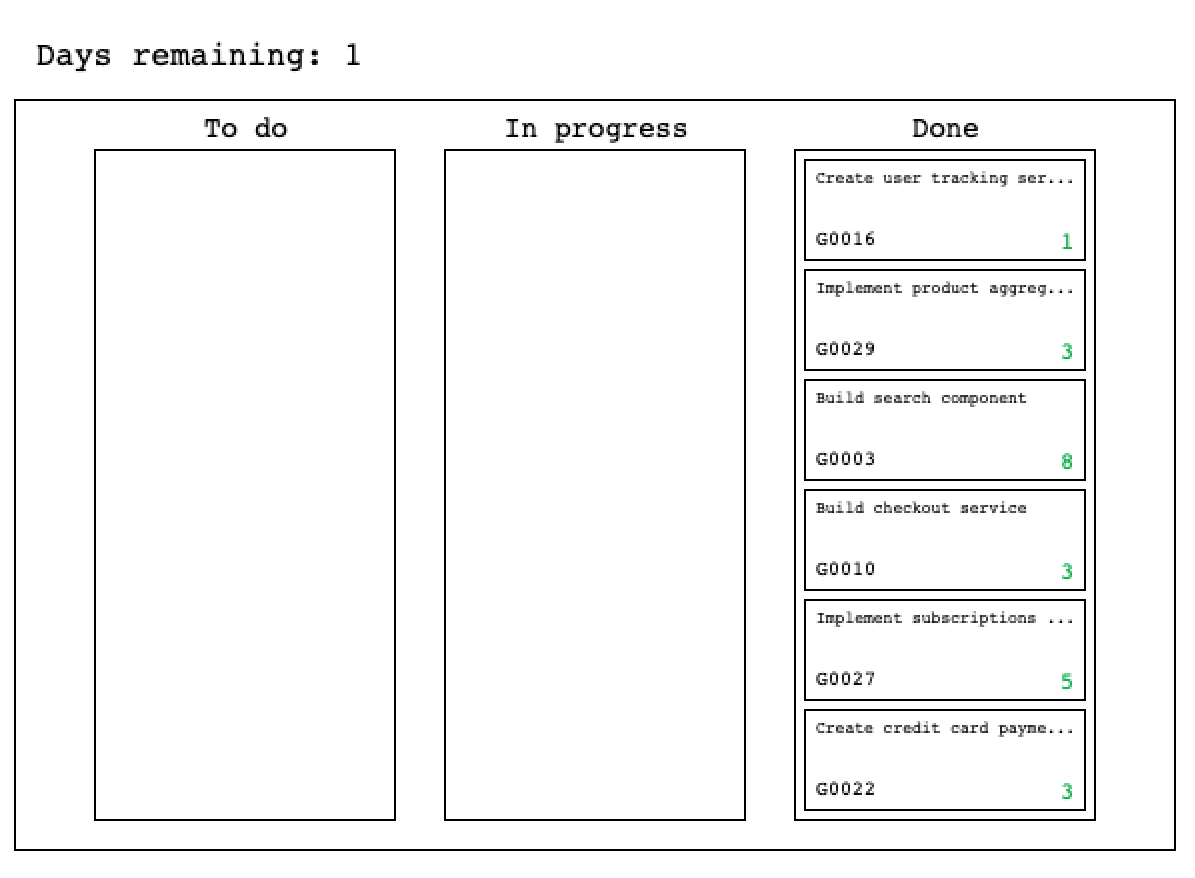 Days remaining: 1
To do
In progress
Done
Create user tracking ser...
G0016 1
Implement product aggreg...
G0029 3
Build search component
G0003 8
Build checkout service
G0010 3
Implement subscriptions ...
G0027 5
Create credit card payme...
G0022 3